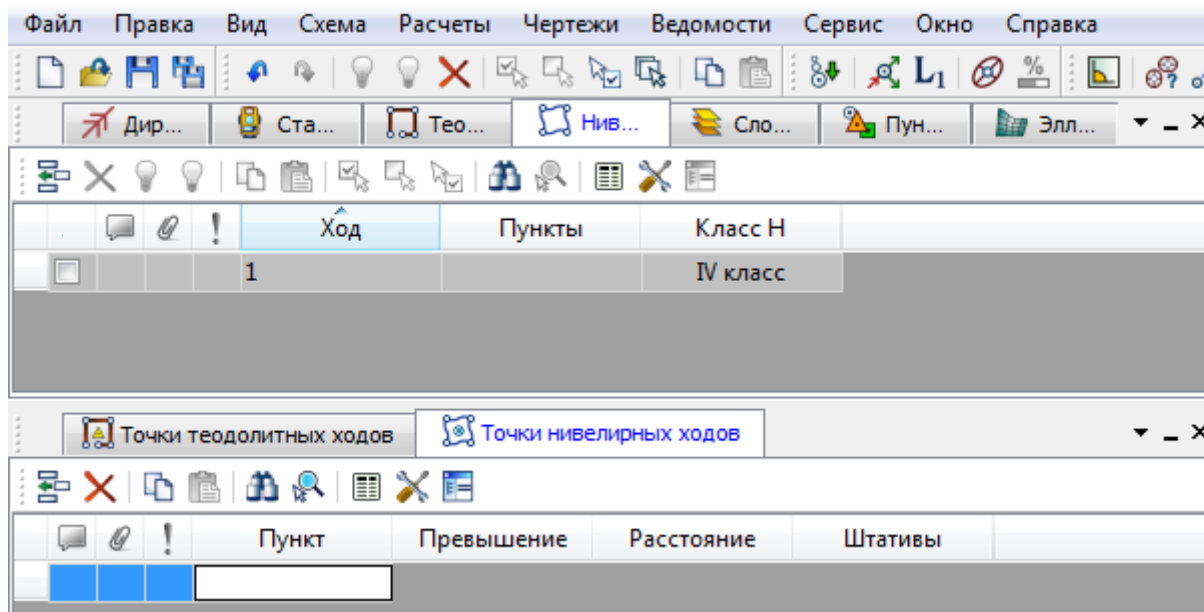 Файл Правка Вид Схема Расчеты Чертежи Ведомости Сервис Окно Справка
L1 %
Дир... Ста... Тео... Нив... Сло... Пун... Элл...
Ход Пункты Класс Н
1 IV класс
Точки теодолитных ходов Точки нивелирных ходов
Пункт Превышение Расстояние Штативы